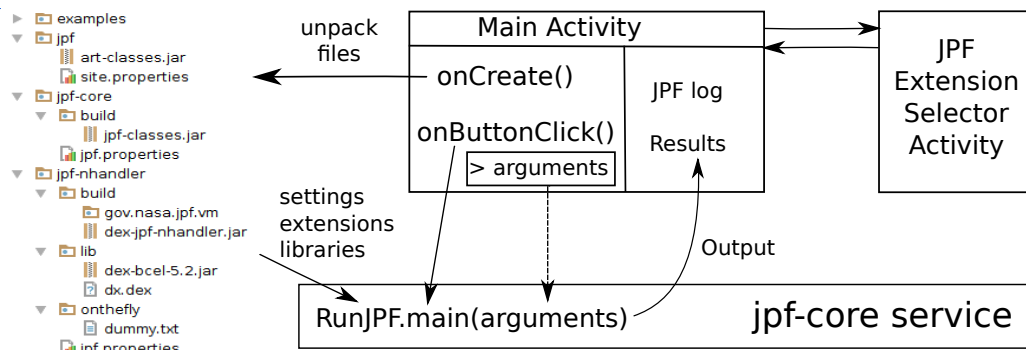 examples
jpf
art-classes.jar
site.properties
jpf-core
build
jpf-classes.jar
jpf.properties
jpf-nhandler
build
gov.nasa.jpf.vm
dex-jpf-nhandler.jar
lib
dex-bcel-5.2.jar
dx.dex
onthefly
dummy.txt
jpf.properties
unpack
files
settings
extensions
libraries
Main Activity
onCreate()
onButtonClick()
> arguments
JPF log
Results
Output
JPF
Extension
Selector
Activity
RunJPF.main(arguments)
jpf-core service